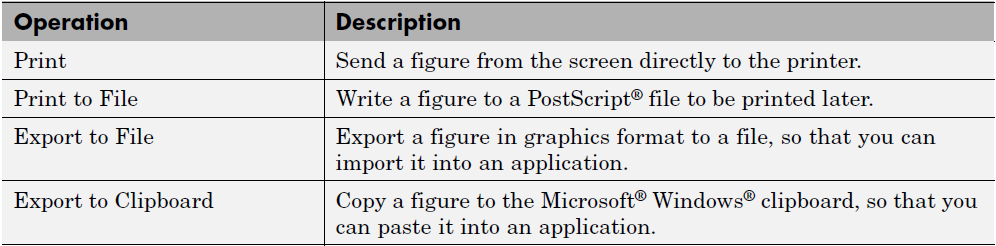 Operation Description
Print Send a figure from the screen directly to the printer.
Print to File Write a figure to a PostScript® file to be printed later.
Export to File Export a figure in graphics format to a file, so that you can
import it into an application.
Export to Clipboard Copy a figure to the Microsoft® Windows® clipboard, so that you
can paste it into an application.